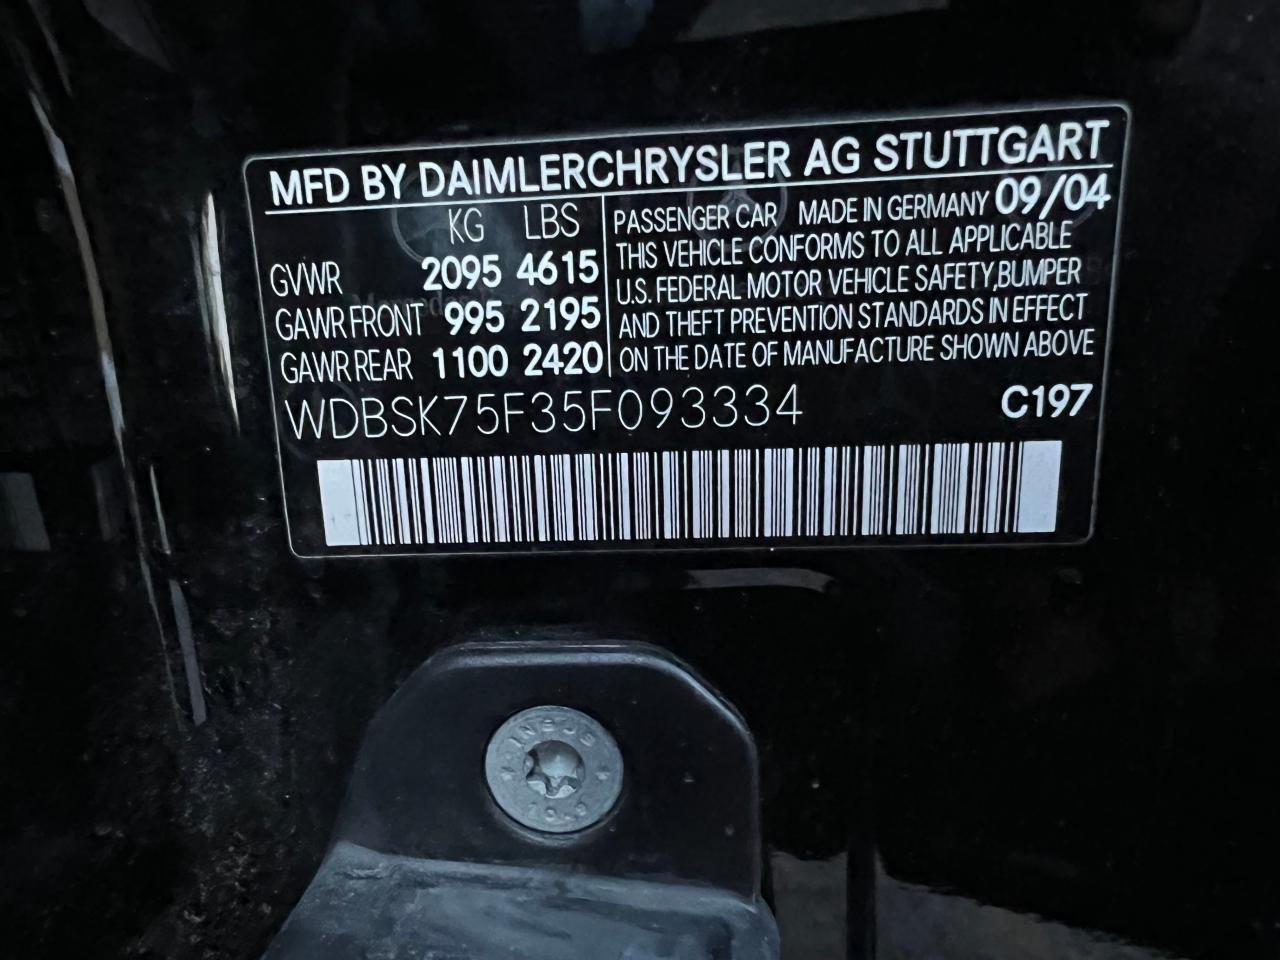 MFD BY DAIMLERCHRYSLER AG STUTTGART
KG LBS
GVWR 2095 4615
GAWR FRONT 995 2195
GAWR REAR 1100 2420
PASSENGER CAR MADE IN GERMANY 09/04
THIS VEHICLE CONFORMS TO ALL APPLICABLE
U.S. FEDERAL MOTOR VEHICLE SAFETY, BUMPER
AND THEFT PREVENTION STANDARDS IN EFFECT
ON THE DATE OF MANUFACTURE SHOWN ABOVE
WDBSK75F35F093334
C197